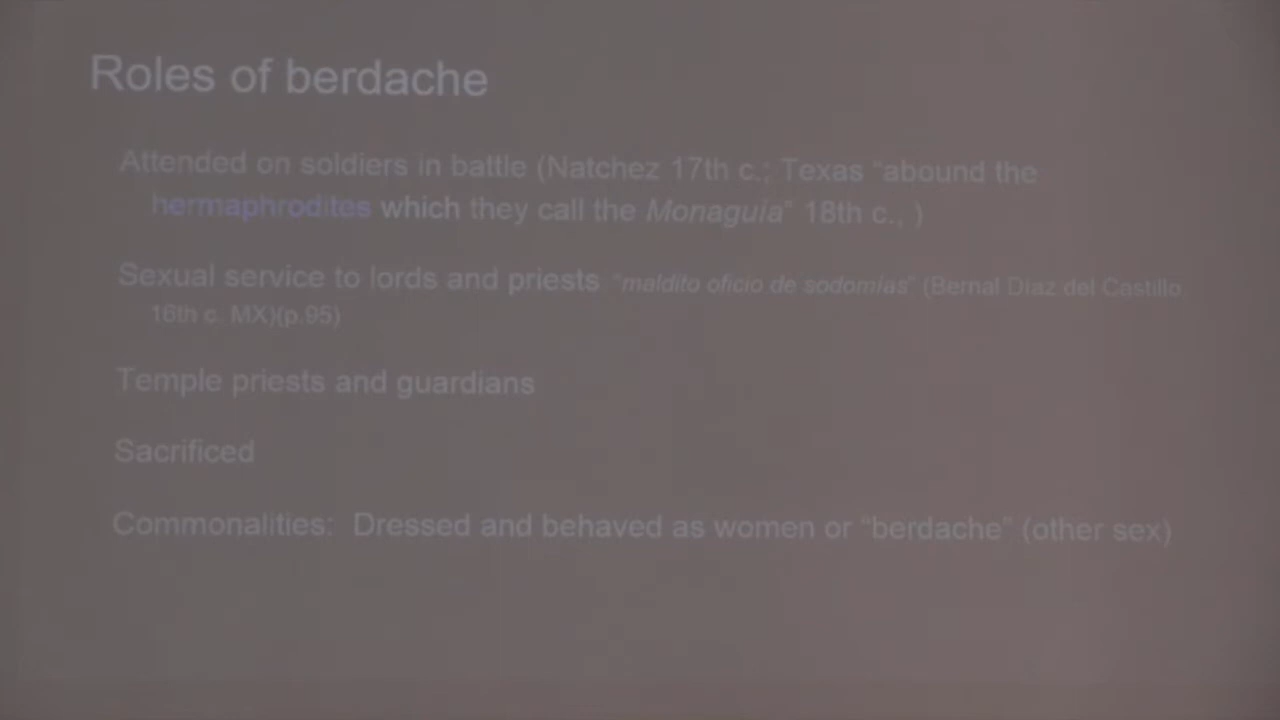 Roles of berdache
Attended on soldiers in battle (Natchez 17th c.; Texas “abound the
hermaphrodites which they call the Monaguia” 18th c., )
Sexual service to lords and priests “maldito oficio de sodomías” (Bernal Díaz del Castillo,
16th c. MX)(p.95)
Temple priests and guardians
Sacrificed
Commonalities: Dressed and behaved as women or “berdache” (other sex)